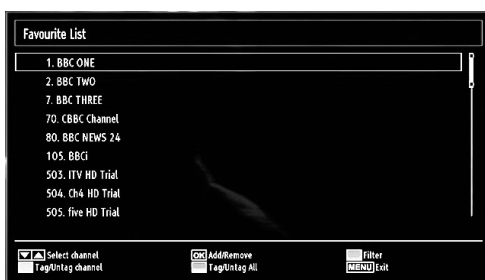 Favourite List
1. BBC ONE
2. BBC TWO
7. BBC THREE
70. CBBC Channel
80. BBC NEWS 24
105. BBCi
503. ITV HD Trial
504. Ch4 HD Trial
505. five HD Trial
Select channel OK Add/Remove Filter
Tag/Untag channel Tag/Untag All MENU Exit